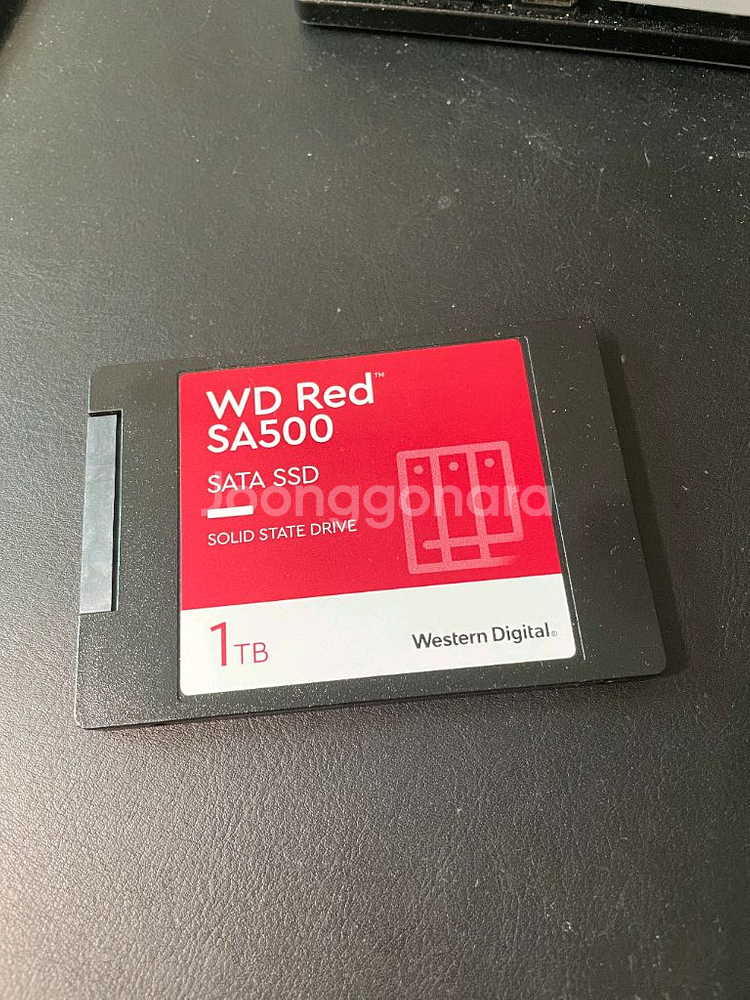 WD Red™
SA500
SATA SSD
Joonggonara
SOLID STATE DRIVE
1TB
Western Digital®